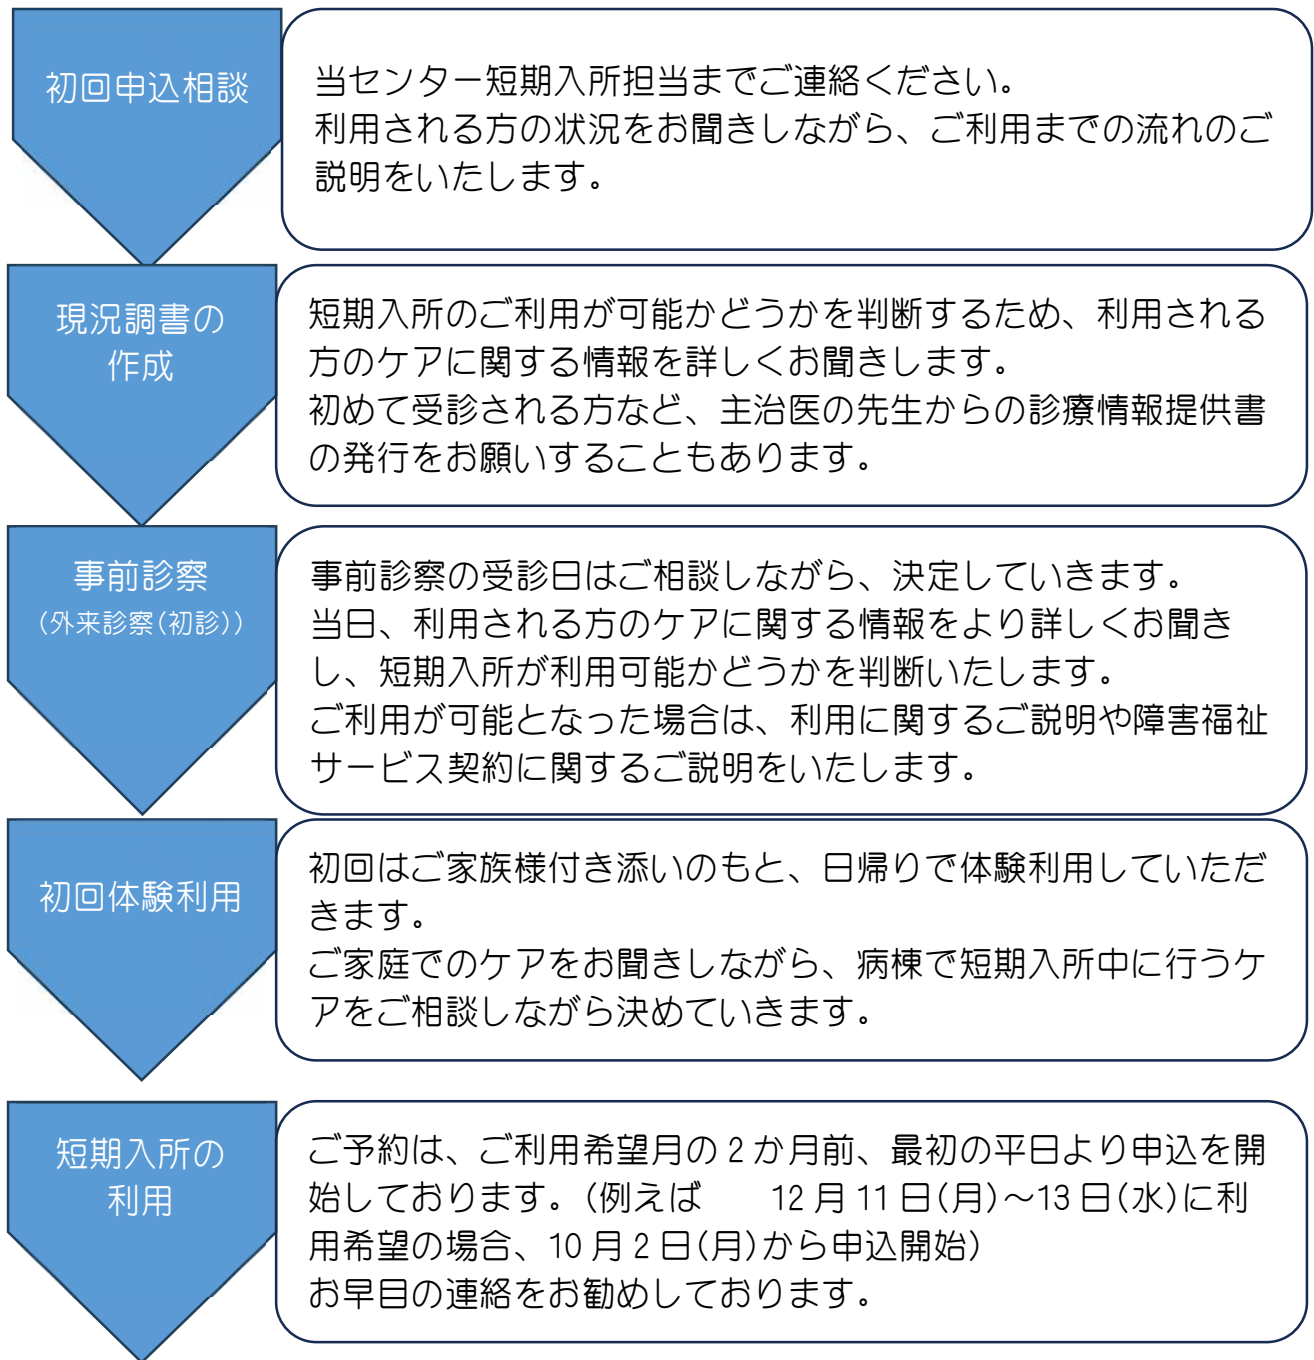 初回申込相談
当センター短期入所担当までご連絡ください。
利用される方の状況をお聞きしながら、ご利用までの流れのご
説明をいたします。
現況調書の
作成
短期入所のご利用が可能かどうかを判断するため、利用される
方のケアに関する情報を詳しくお聞きします。
初めて受診される方など、主治医の先生からの診療情報提供書
の発行をお願いすることもあります。
事前診察
(外来診察(初診))
事前診察の受診日はご相談しながら、決定していきます。
当日、利用される方のケアに関する情報をより詳しくお聞き
し、短期入所が利用可能かどうかを判断いたします。
ご利用が可能となった場合は、利用に関するご説明や障害福祉
サービス契約に関するご説明をいたします。
初回体験利用
初回はご家族様付き添いのもと、日帰りで体験利用していただ
きます。
ご家庭でのケアをお聞きしながら、病棟で短期入所中に行うケ
アをご相談しながら決めていきます。
短期入所の
利用
ご予約は、ご利用希望月の2か月前、最初の平日より申込を開
始しております。(例えば　　12月11日(月)～13日(水)に利
用希望の場合、10月2日(月)から申込開始)
お早目の連絡をお勧めしております。